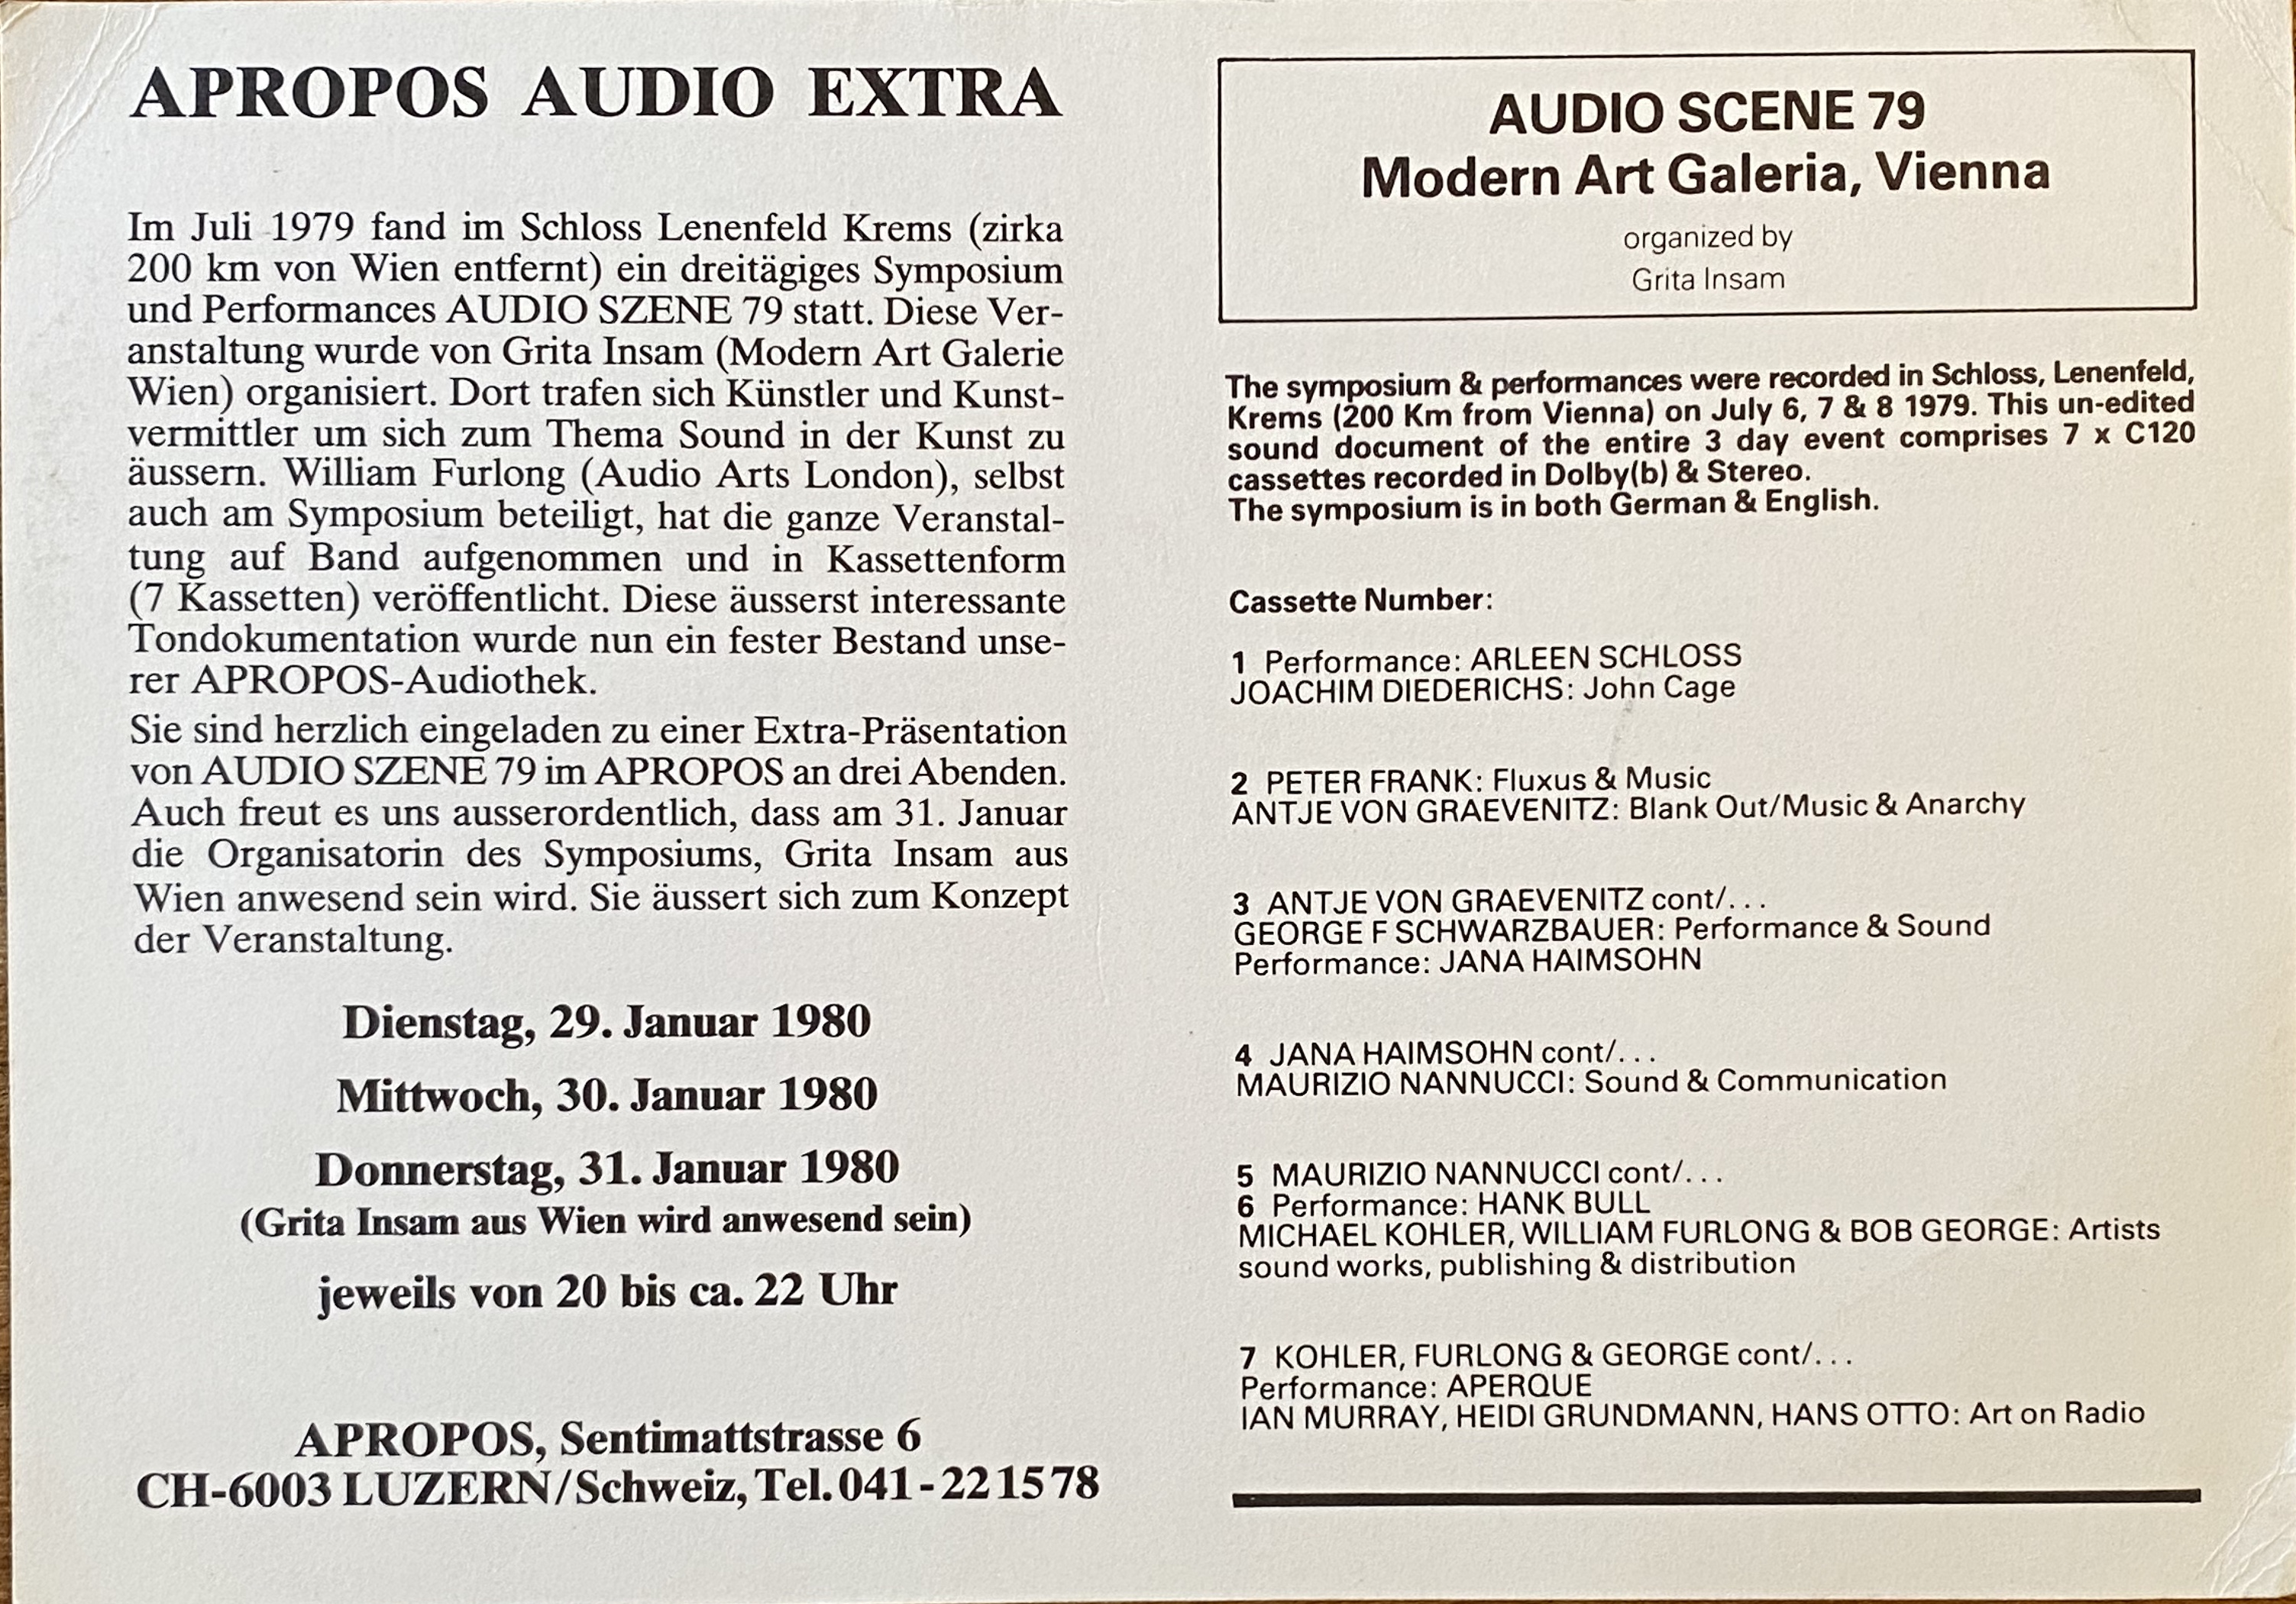 APROPOS AUDIO EXTRA
Im Juli 1979 fand im Schloss Lenenfeld Krems (zirka
200 km von Wien entfernt) ein dreitägiges Symposium
und Performances AUDIO SZENE 79 statt. Diese Ver-
anstaltung wurde von Grita Insam (Modern Art Galerie
Wien) organisiert. Dort trafen sich Künstler und Kunst-
vermittler um sich zum Thema Sound in der Kunst zu
äussern. William Furlong (Audio Arts London), selbst
auch am Symposium beteiligt, hat die ganze Veranstal-
tung auf Band aufgenommen und in Kassettenform
(7 Kassetten) veröffentlicht. Diese äusserst interessante
Tondokumentation wurde nun ein fester Bestand unse-
rer APROPOS-Audiothek.
Sie sind herzlich eingeladen zu einer Extra-Präsentation
von AUDIO SZENE 79 im APROPOS an drei Abenden.
Auch freut es uns ausserordentlich, dass am 31. Januar
die Organisatorin des Symposiums, Grita Insam aus
Wien anwesend sein wird. Sie äussert sich zum Konzept
der Veranstaltung.
Dienstag, 29. Januar 1980
Mittwoch, 30. Januar 1980
Donnerstag, 31. Januar 1980
(Grita Insam aus Wien wird anwesend sein)
jeweils von 20 bis ca. 22 Uhr
APROPOS, Sentimattstrasse 6
CH-6003 LUZERN/Schweiz, Tel. 041-22 15 78
AUDIO SCENE 79
Modern Art Galeria, Vienna
organized by
Grita Insam
The symposium & performances were recorded in Schloss, Lenenfeld,
Krems (200 Km from Vienna) on July 6, 7 & 8 1979. This un-edited
sound document of the entire 3 day event comprises 7 x C120
cassettes recorded in Dolby(b) & Stereo.
The symposium is in both German & English.
Cassette Number:
1 Performance: ARLEEN SCHLOSS
JOACHIM DIEDERICHS: John Cage
2 PETER FRANK: Fluxus & Music
ANTJE VON GRAEVENITZ: Blank Out/Music & Anarchy
3 ANTJE VON GRAEVENITZ cont/...
GEORGE F SCHWARZBAUER: Performance & Sound
Performance: JANA HAIMSOHN
4 JANA HAIMSOHN cont/...
MAURIZIO NANNUCCI: Sound & Communication
5 MAURIZIO NANNUCCI cont/...
6 Performance: HANK BULL
MICHAEL KOHLER, WILLIAM FURLONG & BOB GEORGE: Artists
sound works, publishing & distribution
7 KOHLER, FURLONG & GEORGE cont/...
Performance: APERQUE
IAN MURRAY, HEIDI GRUNDMANN, HANS OTTO: Art on Radio